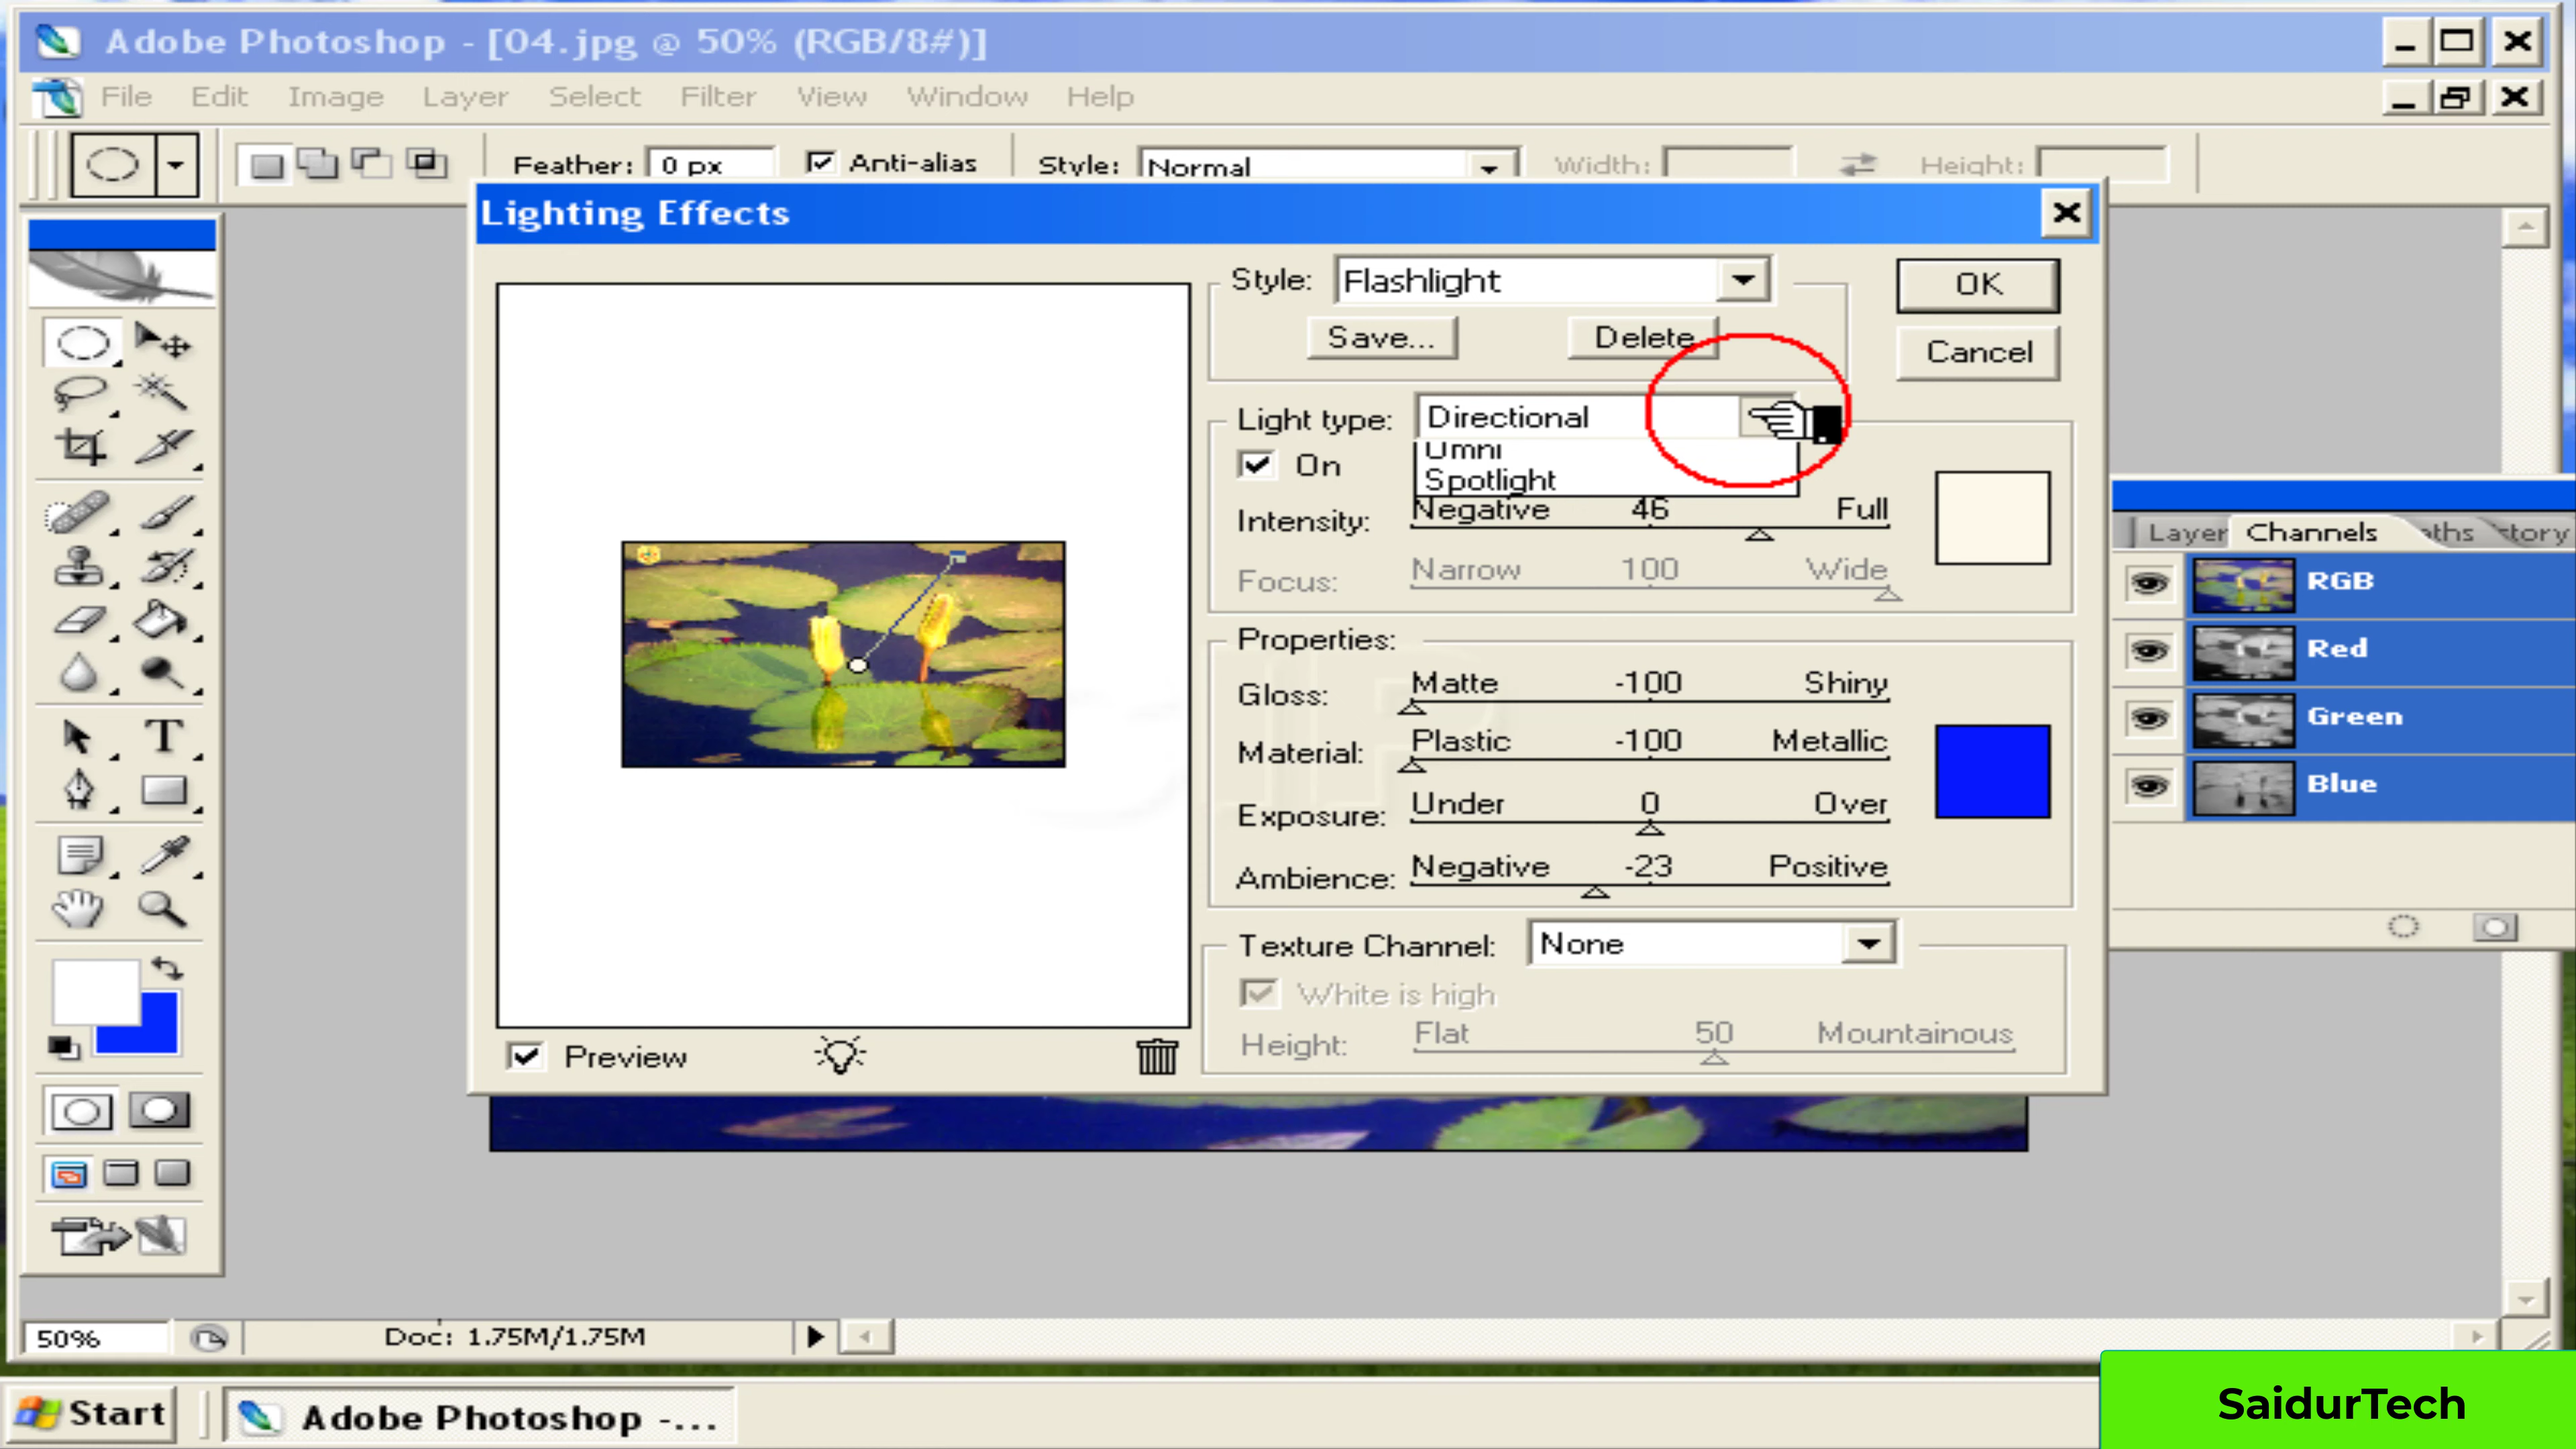 Adobe Photoshop - [04.jpg @ 50% (RGB/8#)]
File Edit Image Layer Select Filter View Window Help
Feather: 0 px Anti-alias Style: Normal Width: Height:
Lighting Effects
Style: Flashlight OK
Save... Delete Cancel
Light type: Directional
Omni
On Spotlight
Intensity: Negative 46 Full
Focus: Narrow 100 Wide
Properties:
Gloss: Matte -100 Shiny
Material: Plastic -100 Metallic
Exposure: Under 0 Over
Ambience: Negative -23 Positive
Texture Channel: None
White is high
Height: Flat 50 Mountainous
Preview
Layer Channels aths story
RGB
Red
Green
Blue
T
50% Doc: 1.75M/1.75M
Start Adobe Photoshop -...
SaidurTech